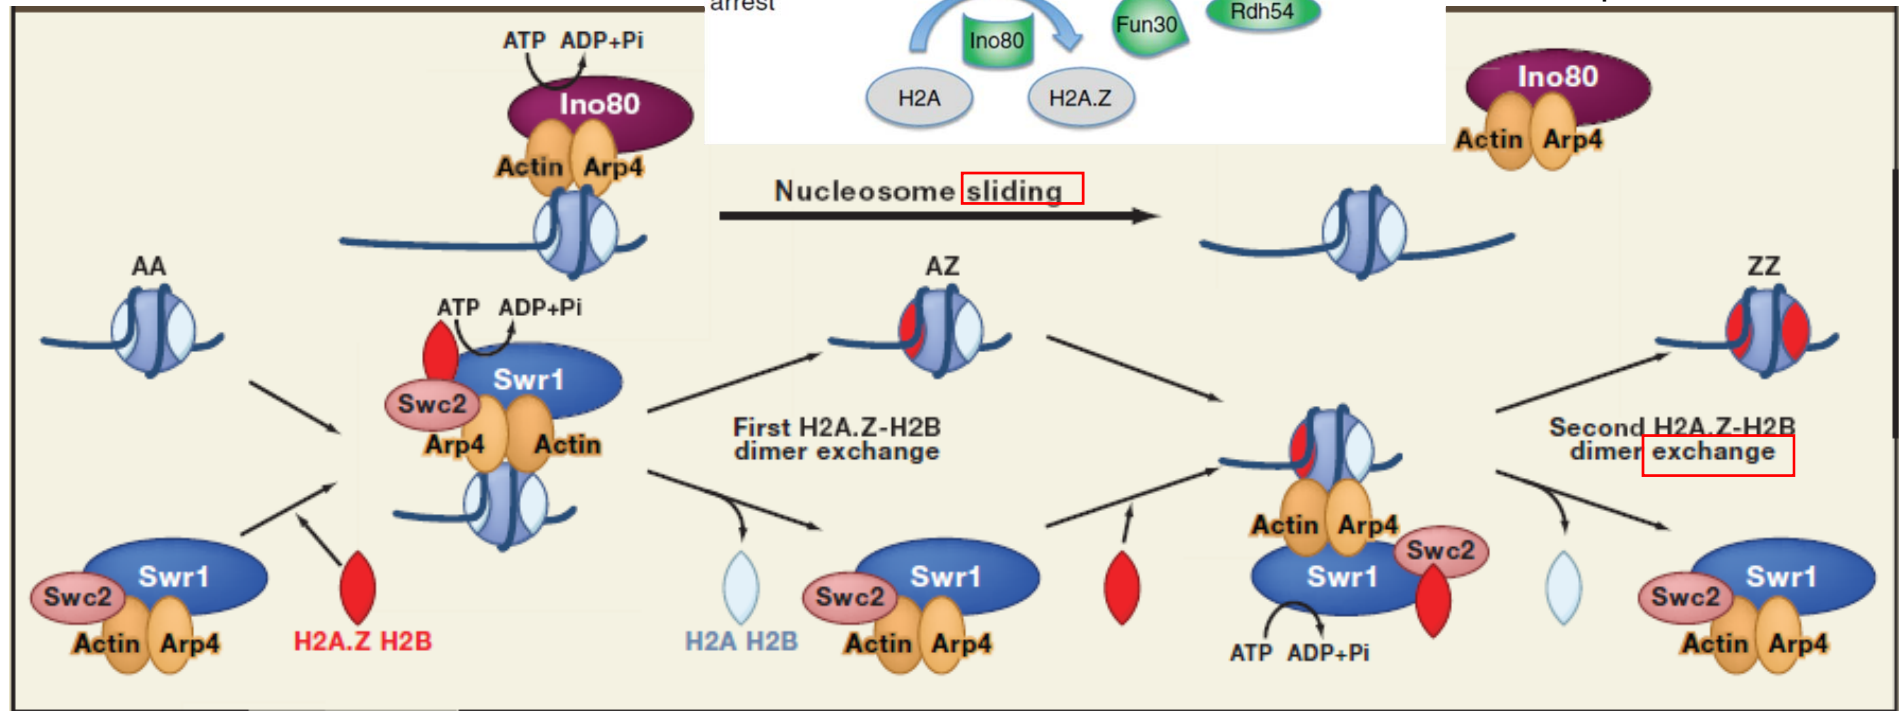 arrest
Ino80
Fun30
Rdh54
H2A
H2A.Z
ATP ADP+Pi
Ino80
Actin Arp4
Ino80
Actin Arp4
Nucleosome sliding
AA
AZ
ZZ
ATP ADP+Pi
Swr1
Swc2
Arp4 Actin
First H2A.Z-H2B
dimer exchange
Second H2A.Z-H2B
dimer exchange
Swr1
Swc2
Actin Arp4
H2A.Z H2B
H2A H2B
Swr1
Swc2
Actin Arp4
Actin Arp4
Swc2
Swr1
ATP ADP+Pi
Swr1
Swc2
Actin Arp4